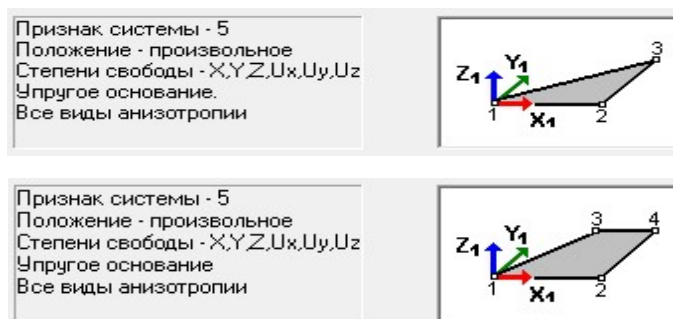 Признак системы - 5
Положение - произвольное
Степени свободы - X,Y,Z,Ux,Uy,Uz
Упругое основание.
Все виды анизотропии
Z1 Y1 3
1 X1 2
Признак системы - 5
Положение - произвольное
Степени свободы - X,Y,Z,Ux,Uy,Uz
Упругое основание
Все виды анизотропии
Z1 Y1 3 4
1 X1 2